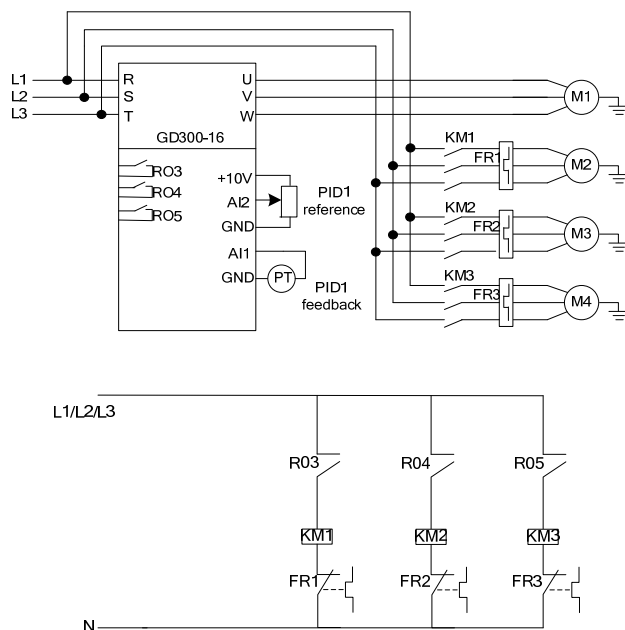 L1
R
U
M1
L2
S
V
L3
T
W
GD300-16
KM1
RO3
FR1
M2
RO4
+10V
PID1
reference
RO5
AI2
KM2
GND
FR2
M3
AI1
GND
PT
PID1
feedback
KM3
FR3
M4
L1/L2/L3
R03
R04
R05
KM1
KM2
KM3
FR1
FR2
FR3
N